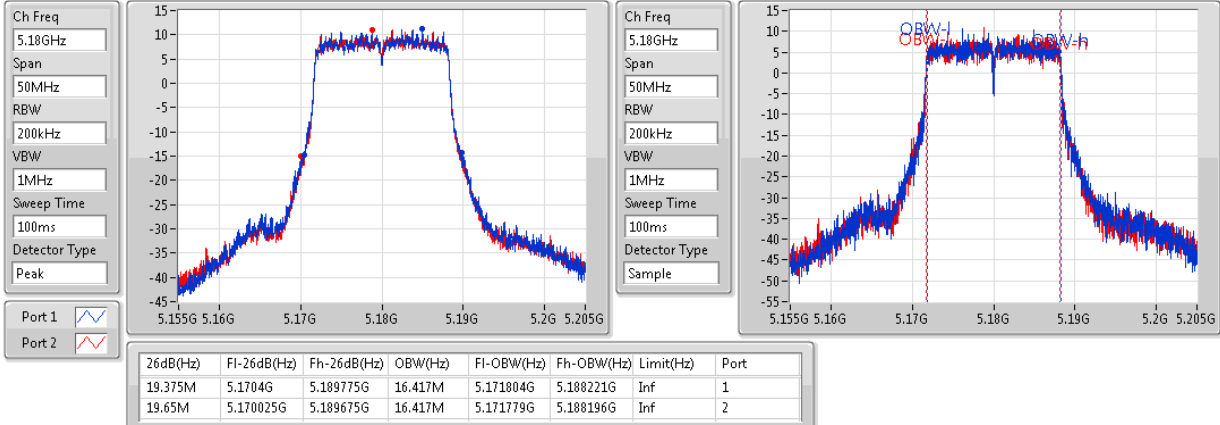 Ch Freq
5.18GHz
Span
50MHz
RBW
200kHz
VBW
1MHz
Sweep Time
100ms
Detector Type
Peak
Port 1
Port 2
15
10
5
0
-5
-10
-15
-20
-25
-30
-35
-40
-45
5.155G 5.16G 5.17G 5.18G 5.19G 5.2G 5.205G
Ch Freq
5.18GHz
Span
50MHz
RBW
200kHz
VBW
1MHz
Sweep Time
100ms
Detector Type
Sample
15
10
5
0
-5
-10
-15
-20
-25
-30
-35
-40
-45
-50
-55
OBW-l
OBW-h
5.155G 5.16G 5.17G 5.18G 5.19G 5.2G 5.205G
26dB(Hz) Fl-26dB(Hz) Fh-26dB(Hz) OBW(Hz) Fl-OBW(Hz) Fh-OBW(Hz) Limit(Hz) Port
19.375M 5.1704G 5.189775G 16.417M 5.171804G 5.188221G Inf 1
19.65M 5.170025G 5.189675G 16.417M 5.171779G 5.188196G Inf 2